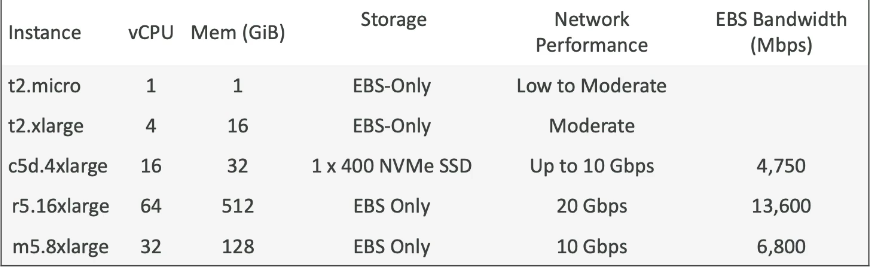 Instance vCPU Mem (GiB) Storage Network Performance EBS Bandwidth (Mbps)
t2.micro 1 1 EBS-Only Low to Moderate
t2.xlarge 4 16 EBS-Only Moderate
c5d.4xlarge 16 32 1 x 400 NVMe SSD Up to 10 Gbps 4,750
r5.16xlarge 64 512 EBS Only 20 Gbps 13,600
m5.8xlarge 32 128 EBS Only 10 Gbps 6,800